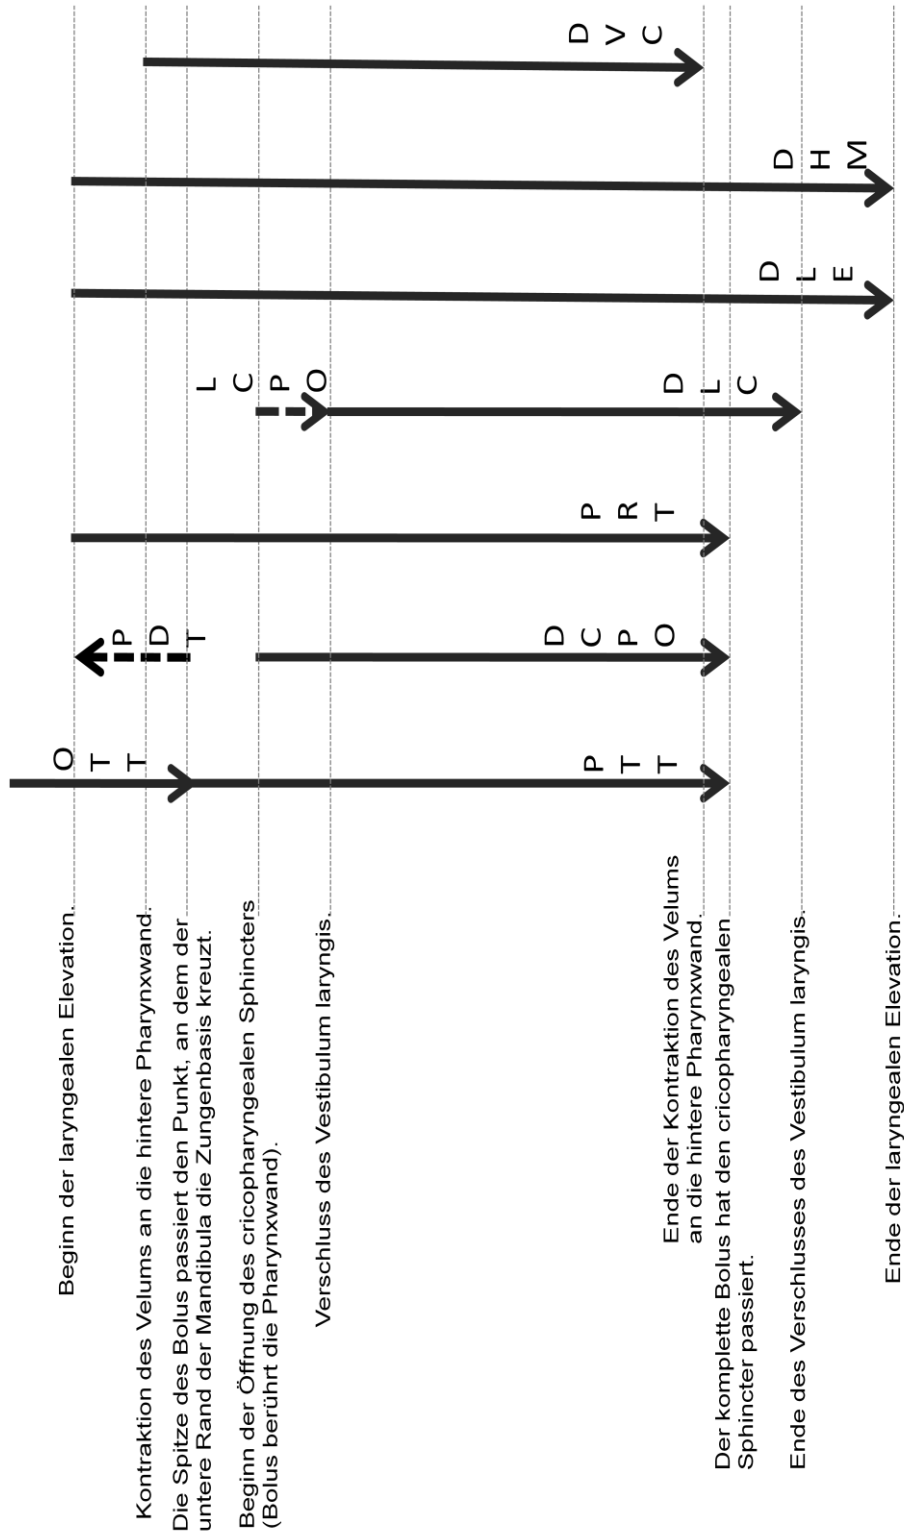 Beginn der laryngealen Elevation.
Kontraktion des Velums an die hintere Pharynxwand.
Die Spitze des Bolus passiert den Punkt, an dem der
untere Rand der Mandibula die Zungenbasis kreuzt.
Beginn der Öffnung des cricopharyngealen Sphincters
(Bolus berührt die Pharynxwand).
Verschluss des Vestibulum laryngis.
Ende der Kontraktion des Velums
an die hintere Pharynxwand.
Der komplette Bolus hat den cricopharyngealen
Sphincter passiert.
Ende des Verschlusses des Vestibulum laryngis.
Ende der laryngealen Elevation.
OTT
PTT
PDT
DCPO
PRT
LCPO
DLC
DLE
DHM
DVC